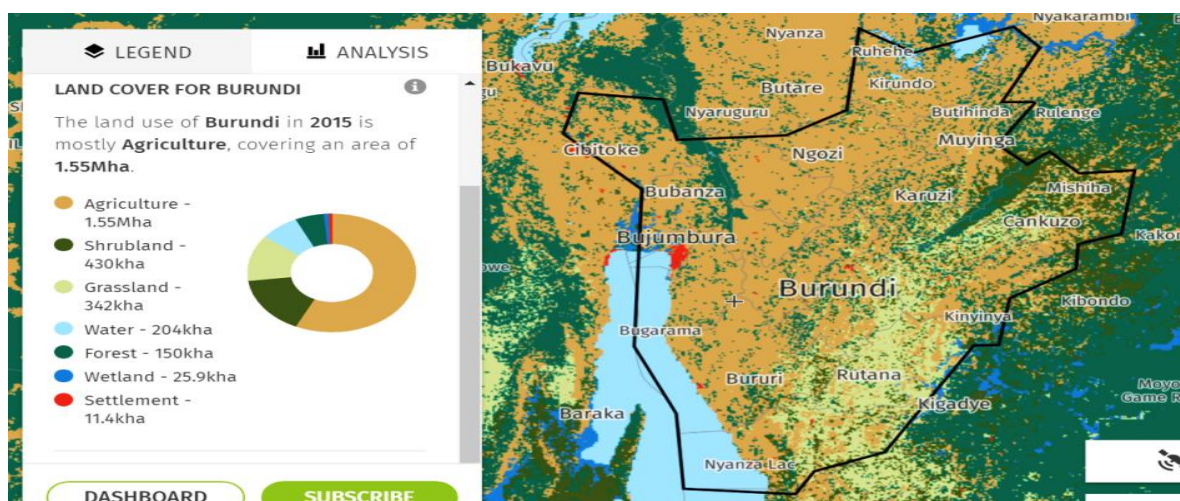 LEGEND
ANALYSIS
LAND COVER FOR BURUNDI
The land use of Burundi in 2015 is
mostly Agriculture, covering an area of
1.55Mha.
Agriculture -
1.55Mha
Shrubland -
430kha
Grassland -
342kha
Water - 204kha
Forest - 150kha
Wetland - 25.9kha
Settlement -
11.4kha
DASHBOARD
SUBSCRIBE
Nyakarambi
Nyanza
Ruhehe
Bukavu
Butare
Kirundo
Nyaruguru
Butihinda
Rulenge
Muyinga
Cibitoke
Ngozi
Bubanza
Karuzi
Mishiha
Cankuzo
Bujumbura
Burundi
Kibondo
Kinyinya
Bugarama
Bururi
Rutana
Kigadye
Baraka
Game
Nyanza-Lac